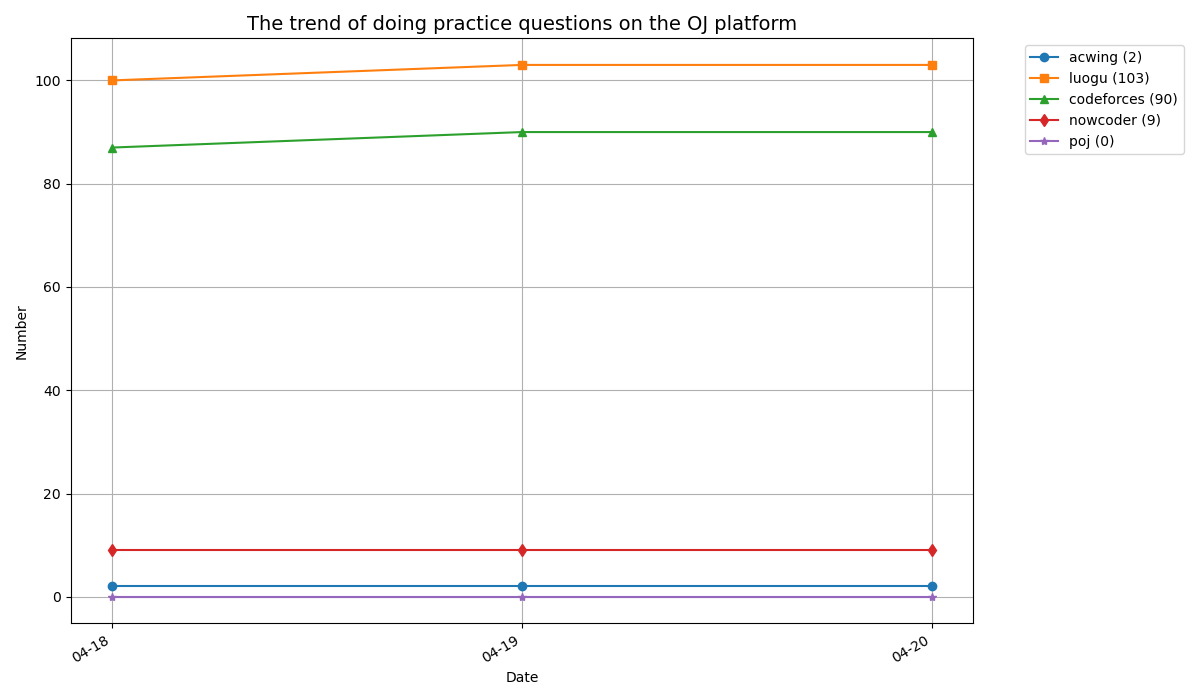 The trend of doing practice questions on the OJ platform
acwing (2)
luogu (103)
codeforces (90)
nowcoder (9)
poj (0)
Number
100
80
60
40
20
0
04-18
04-19
04-20
Date